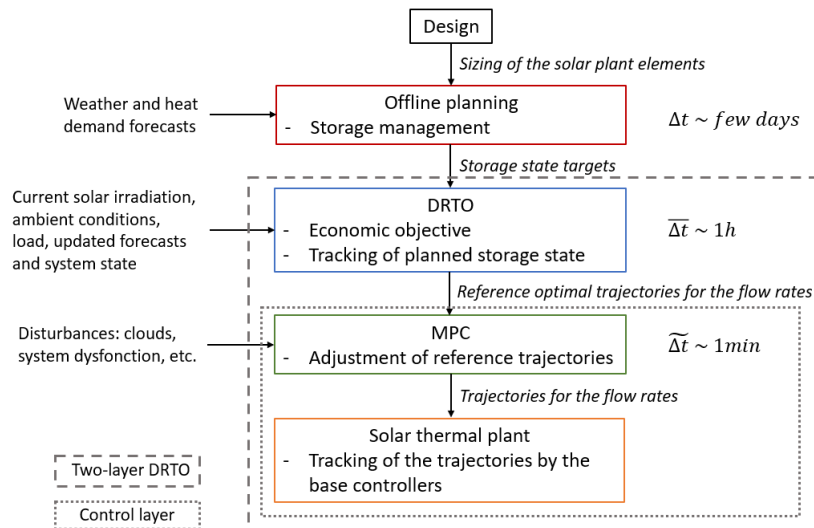 Design
Sizing of the solar plant elements
Weather and heat
demand forecasts
Offline planning
- Storage management
Δt ~ few days
Storage state targets
Current solar irradiation,
ambient conditions,
load, updated forecasts
and system state
DRTO
- Economic objective
- Tracking of planned storage state
Δt̅ ~ 1h
Reference optimal trajectories for the flow rates
Disturbances: clouds,
system dysfonction, etc.
MPC
- Adjustment of reference trajectories
Δt̃ ~ 1min
Trajectories for the flow rates
Solar thermal plant
- Tracking of the trajectories by the
base controllers
Two-layer DRTO
Control layer